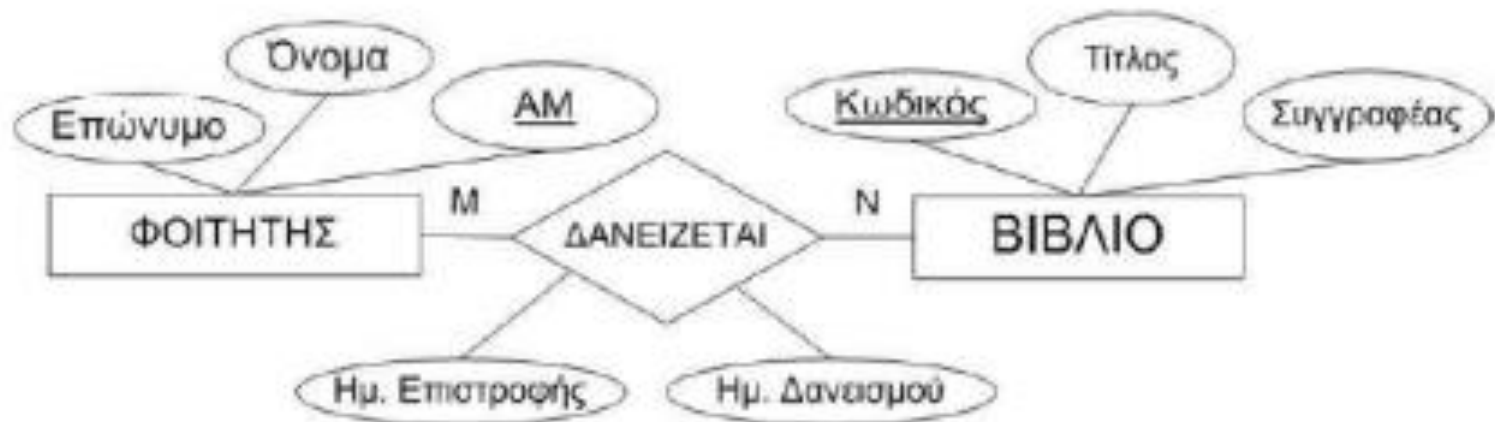 Όνομα
Τίτλος
Επώνυμο
ΑΜ
Κωδικός
Συγγραφέας
Μ
Ν
ΦΟΙΤΗΤΗΣ
ΔΑΝΕΙΖΕΤΑΙ
ΒΙΒΛΙΟ
Ημ. Επιστροφής
Ημ. Δανεισμού